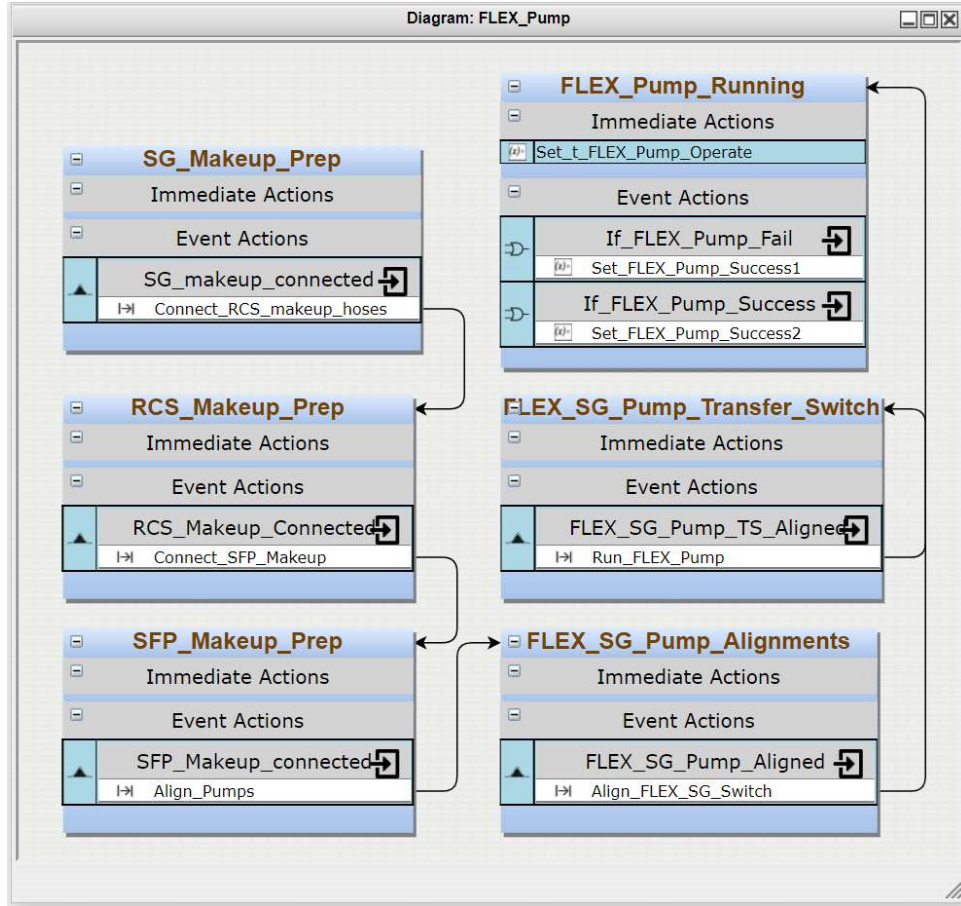 Diagram: FLEX_Pump
SG_Makeup_Prep
Immediate Actions
Event Actions
SG_makeup_connected
Connect_RCS_makeup_hoses
RCS_Makeup_Prep
Immediate Actions
Event Actions
RCS_Makeup_Connected
Connect_SFP_Makeup
SFP_Makeup_Prep
Immediate Actions
Event Actions
SFP_Makeup_connected
Align_Pumps
FLEX_Pump_Running
Immediate Actions
Set_t_FLEX_Pump_Operate
Event Actions
If_FLEX_Pump_Fail
Set_FLEX_Pump_Success1
If_FLEX_Pump_Success
Set_FLEX_Pump_Success2
FLEX_SG_Pump_Transfer_Switch
Immediate Actions
Event Actions
FLEX_SG_Pump_TS_Aligned
Run_FLEX_Pump
FLEX_SG_Pump_Alignments
Immediate Actions
Event Actions
FLEX_SG_Pump_Aligned
Align_FLEX_SG_Switch